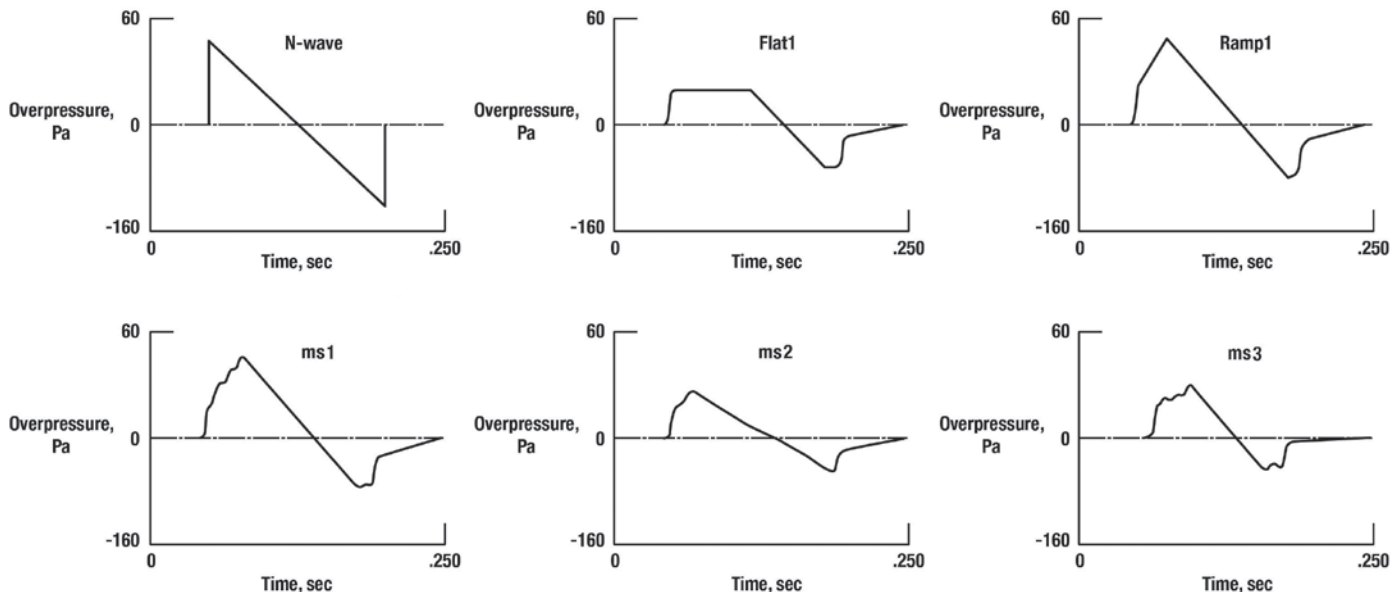 60
N-wave
Overpressure,
Pa
0
-160
0
.250
Time, sec
60
Flat1
Overpressure,
Pa
0
-160
0
.250
Time, sec
60
Ramp1
Overpressure,
Pa
0
-160
0
.250
Time, sec
60
ms1
Overpressure,
Pa
0
-160
0
.250
Time, sec
60
ms2
Overpressure,
Pa
0
-160
0
.250
Time, sec
60
ms3
Overpressure,
Pa
0
-160
0
.250
Time, sec